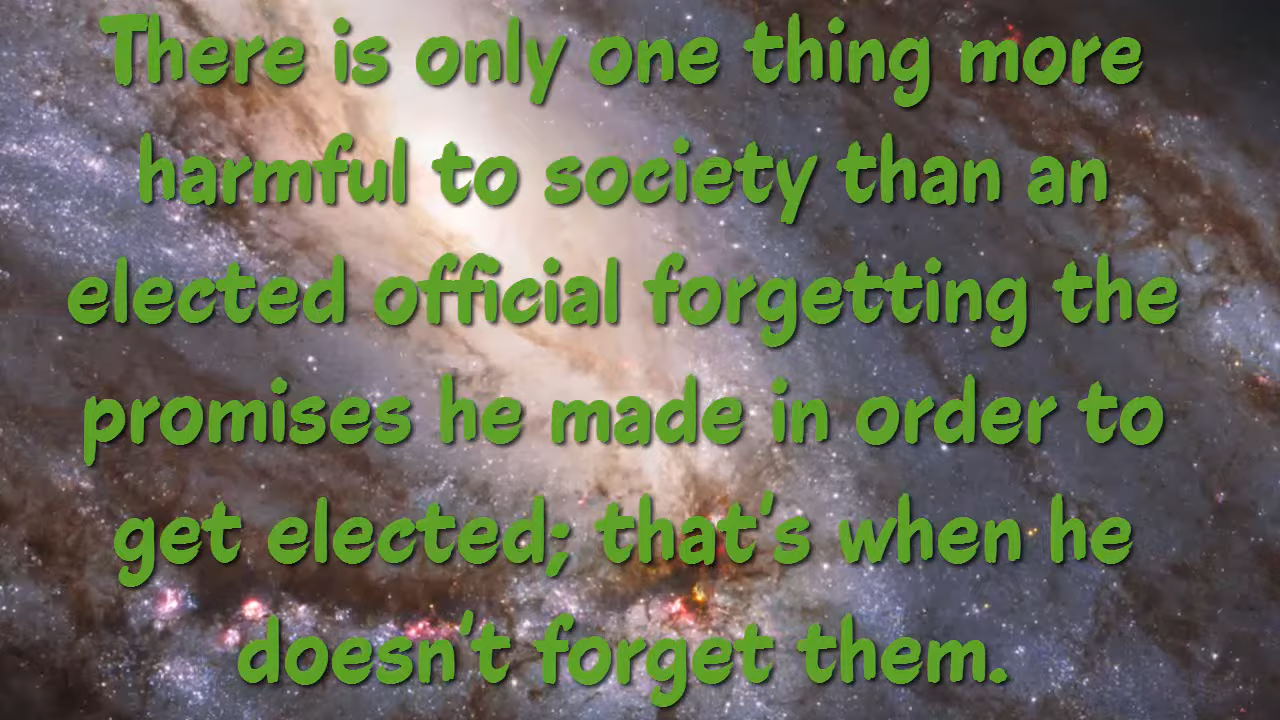 There is only one thing more
harmful to society than an
elected official forgetting the
promises he made in order to
get elected; that's when he
doesn't forget them.